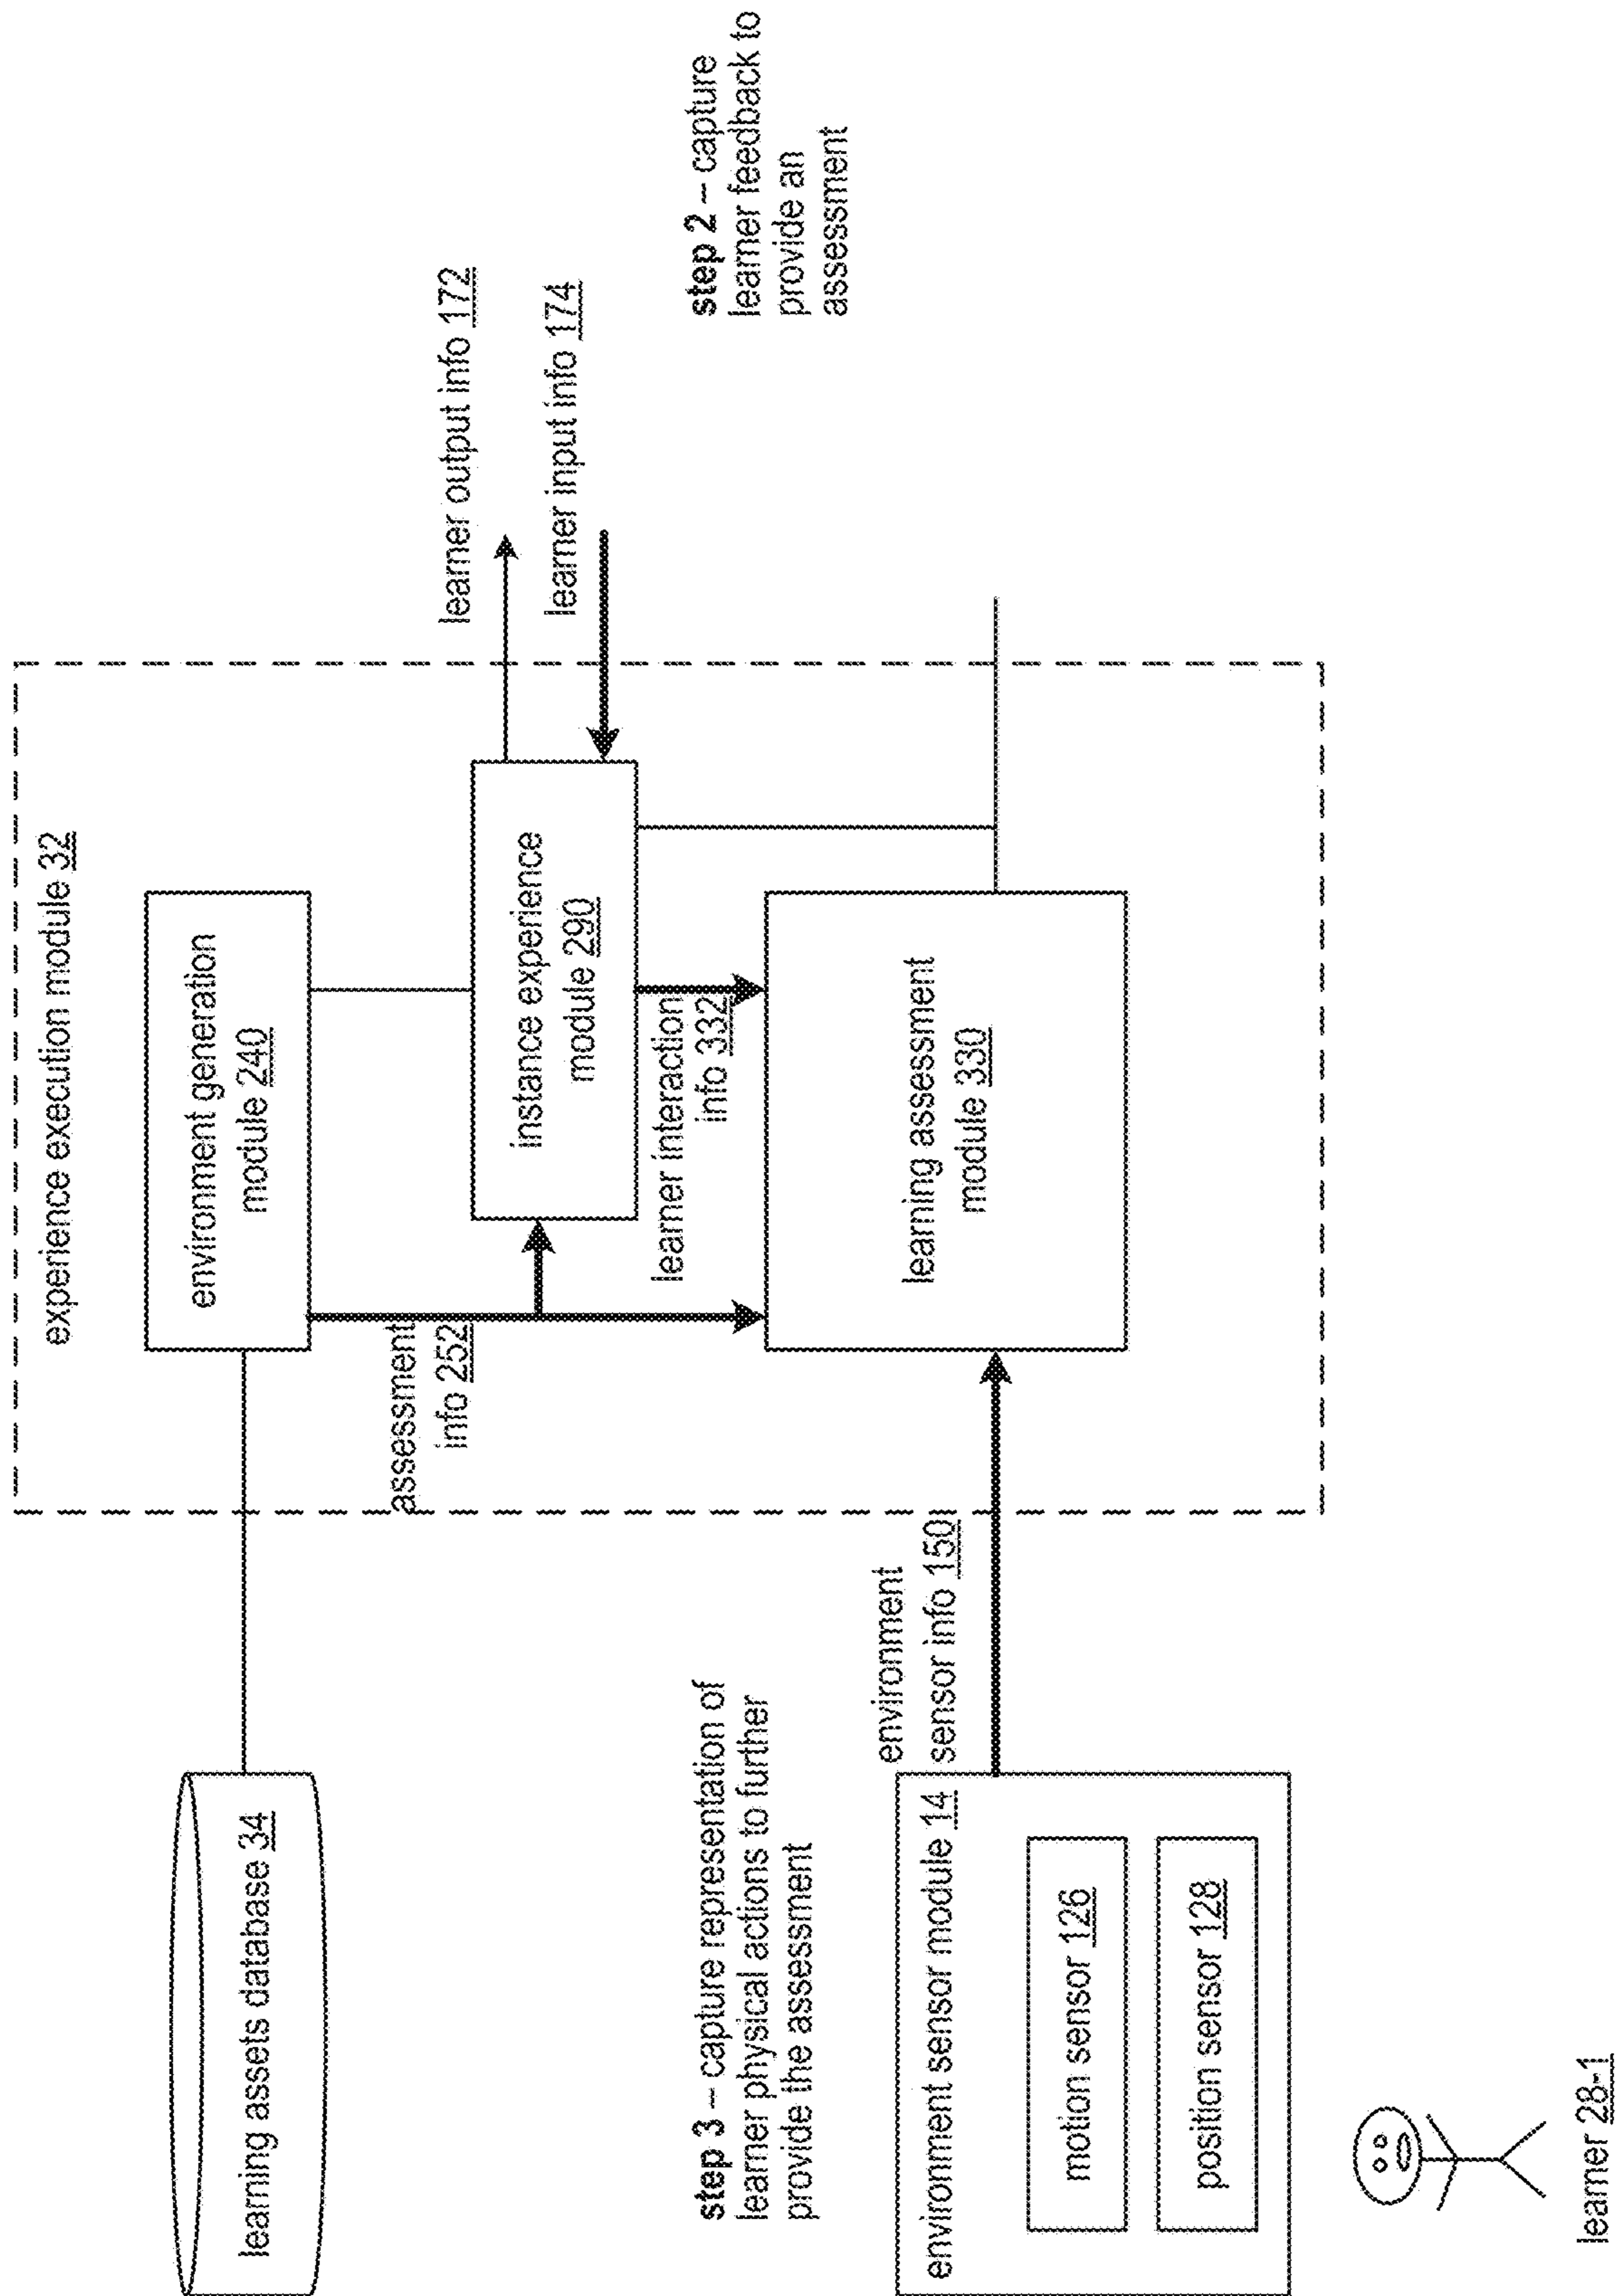 experience execution module 32
learning assets database 34
environment generation
module 240
assessment
info 252
instance experience
module 290
learner output info 172
learner input info 174
learner interaction
info 332
step 2 – capture
learner feedback to
provide an
assessment
step 3 – capture representation of
learner physical actions to further
provide the assessment
learning assessment
module 330
environment
sensor info 150
environment sensor module 14
motion sensor 126
position sensor 128
learner 28-1